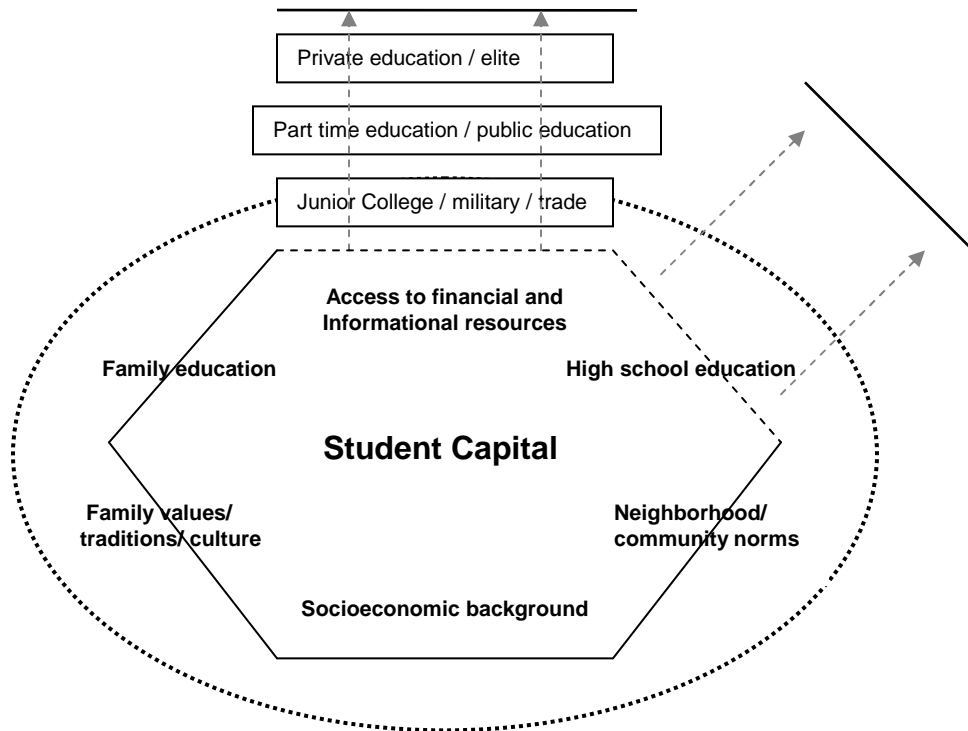 Private education / elite
Part time education / public education
Junior College / military / trade
Access to financial and
Informational resources
Family education
High school education
Student Capital
Family values/
traditions/ culture
Neighborhood/
community norms
Socioeconomic background